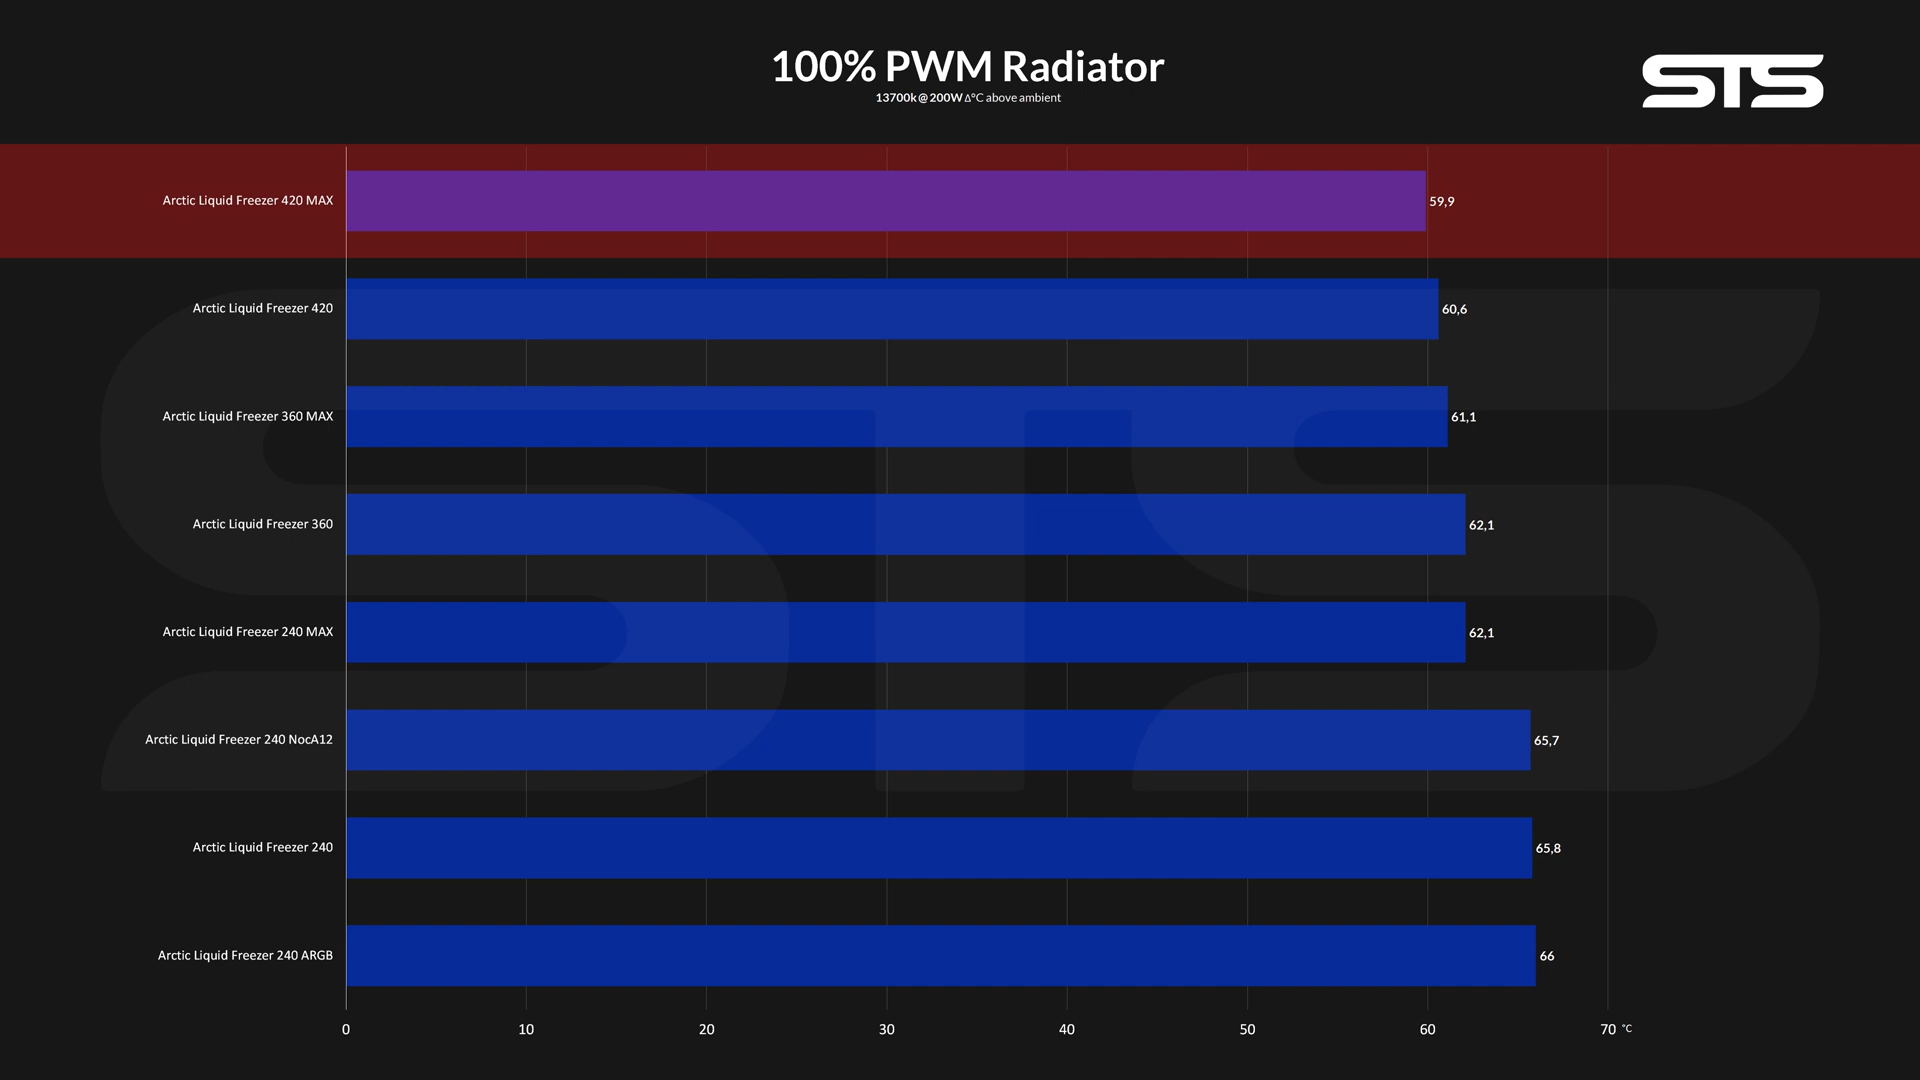 100% PWM Radiator
13700k @ 200W Δ°C above ambient
STS
Arctic Liquid Freezer 420 MAX 59,9
Arctic Liquid Freezer 420 60,6
Arctic Liquid Freezer 360 MAX 61,1
Arctic Liquid Freezer 360 62,1
Arctic Liquid Freezer 240 MAX 62,1
Arctic Liquid Freezer 240 NocA12 65,7
Arctic Liquid Freezer 240 65,8
Arctic Liquid Freezer 240 ARGB 66
0 10 20 30 40 50 60 70 °C
STS